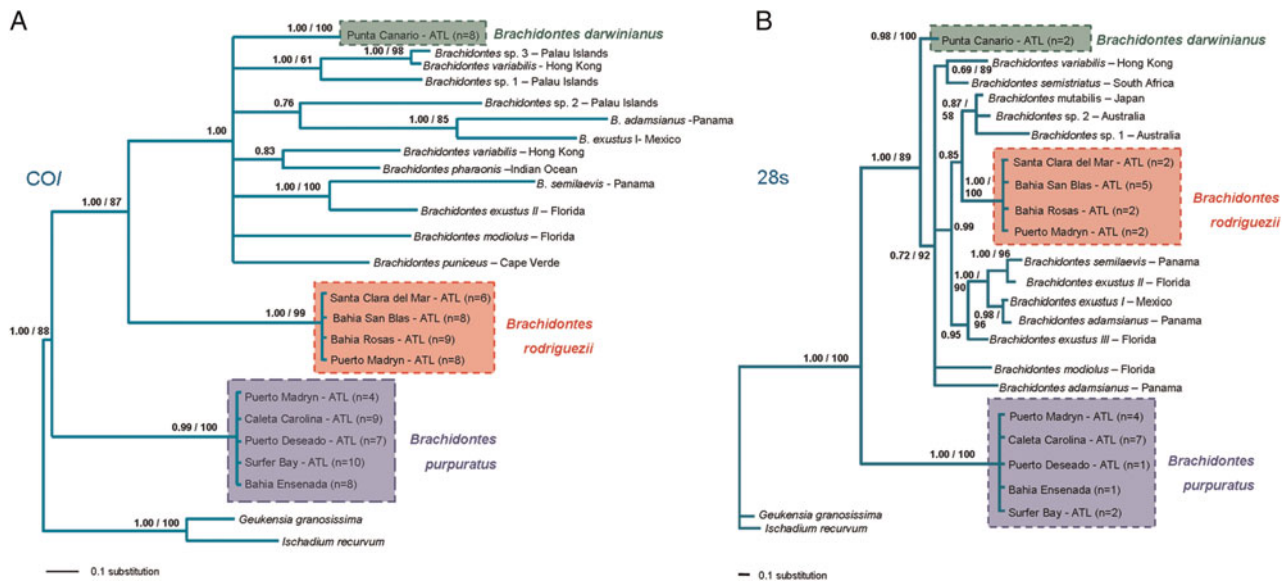 A
COI
1.00 / 100
Punta Canario - ATL (n=8)
Brachidontes darwinianus
1.00 / 98
Brachidontes sp. 3 – Palau Islands
1.00 / 61
Brachidontes variabilis - Hong Kong
Brachidontes sp. 1 – Palau Islands
0.76
Brachidontes sp. 2 – Palau Islands
1.00
1.00 / 85
B. adamsianus -Panama
B. exustus I- Mexico
0.83
Brachidontes variabilis – Hong Kong
Brachidontes pharaonis –Indian Ocean
1.00 / 87
1.00 / 100
B. semilaevis - Panama
Brachidontes exustus II – Florida
Brachidontes modiolus – Florida
Brachidontes puniceus – Cape Verde
1.00 / 99
Santa Clara del Mar - ATL (n=6)
Bahia San Blas - ATL (n=8)
Bahia Rosas - ATL (n=9)
Puerto Madryn - ATL (n=8)
Brachidontes
rodriguezii
1.00 / 88
0.99 / 100
Puerto Madryn - ATL (n=4)
Caleta Carolina - ATL (n=9)
Puerto Deseado - ATL (n=7)
Surfer Bay - ATL (n=10)
Bahia Ensenada (n=8)
Brachidontes
purpuratus
1.00 / 100
Geukensia granosissima
Ischadium recurvum
0.1 substitution
B
28s
0.98 / 100
Punta Canario - ATL (n=2)
Brachidontes darwinianus
0.69 / 89
Brachidontes variabilis – Hong Kong
Brachidontes semistriatus – South Africa
0.87 /
58
Brachidontes mutabilis – Japan
Brachidontes sp. 2 – Australia
Brachidontes sp. 1 – Australia
1.00 / 89
0.85
1.00 /
100
Santa Clara del Mar - ATL (n=2)
Bahia San Blas - ATL (n=5)
Bahia Rosas - ATL (n=2)
Puerto Madryn - ATL (n=2)
Brachidontes
rodriguezii
0.99
0.72 / 92
1.00 / 96
1.00 /
90
Brachidontes semilaevis – Panama
Brachidontes exustus II – Florida
0.98 /
96
Brachidontes exustus I – Mexico
Brachidontes adamsianus – Panama
0.95
Brachidontes exustus III – Florida
Brachidontes modiolus – Florida
Brachidontes adamsianus – Panama
1.00 / 100
1.00 / 100
Puerto Madryn - ATL (n=4)
Caleta Carolina - ATL (n=7)
Puerto Deseado - ATL (n=1)
Bahia Ensenada (n=1)
Surfer Bay - ATL (n=2)
Brachidontes
purpuratus
Geukensia granosissima
Ischadium recurvum
0.1 substitution